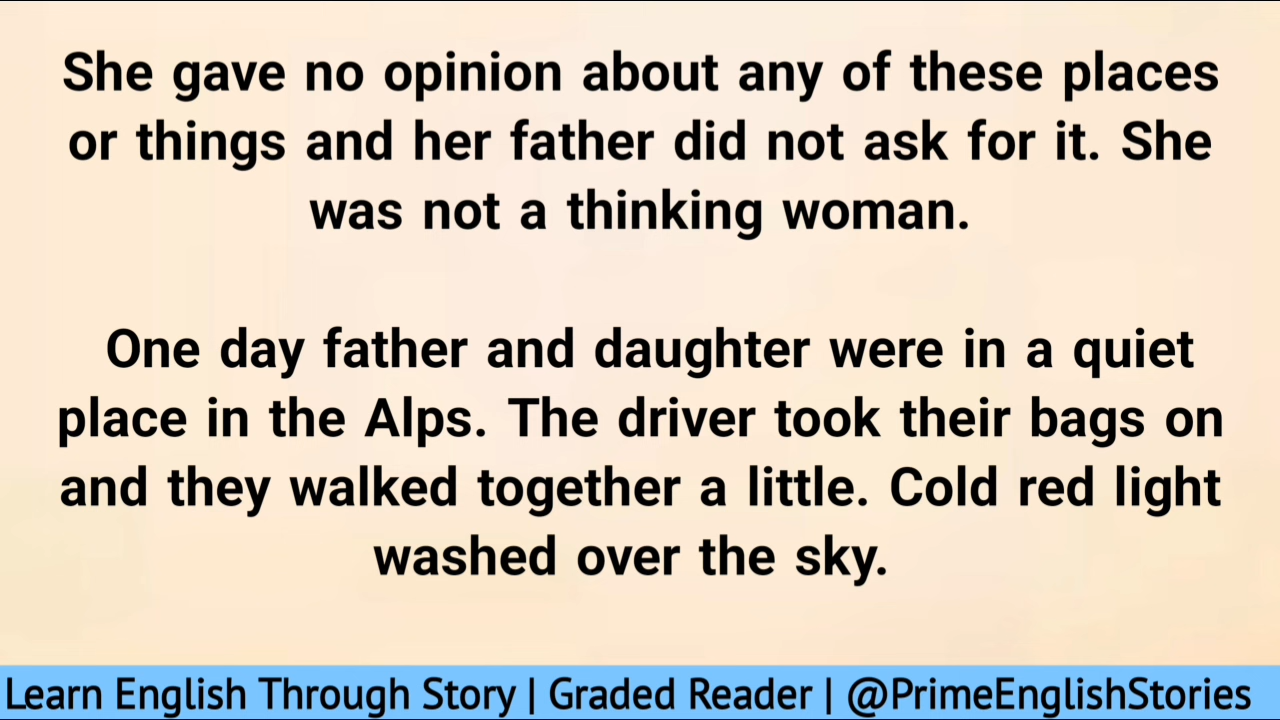 She gave no opinion about any of these places
or things and her father did not ask for it. She
was not a thinking woman.
One day father and daughter were in a quiet
place in the Alps. The driver took their bags on
and they walked together a little. Cold red light
washed over the sky.
Learn English Through Story | Graded Reader | @PrimeEnglishStories